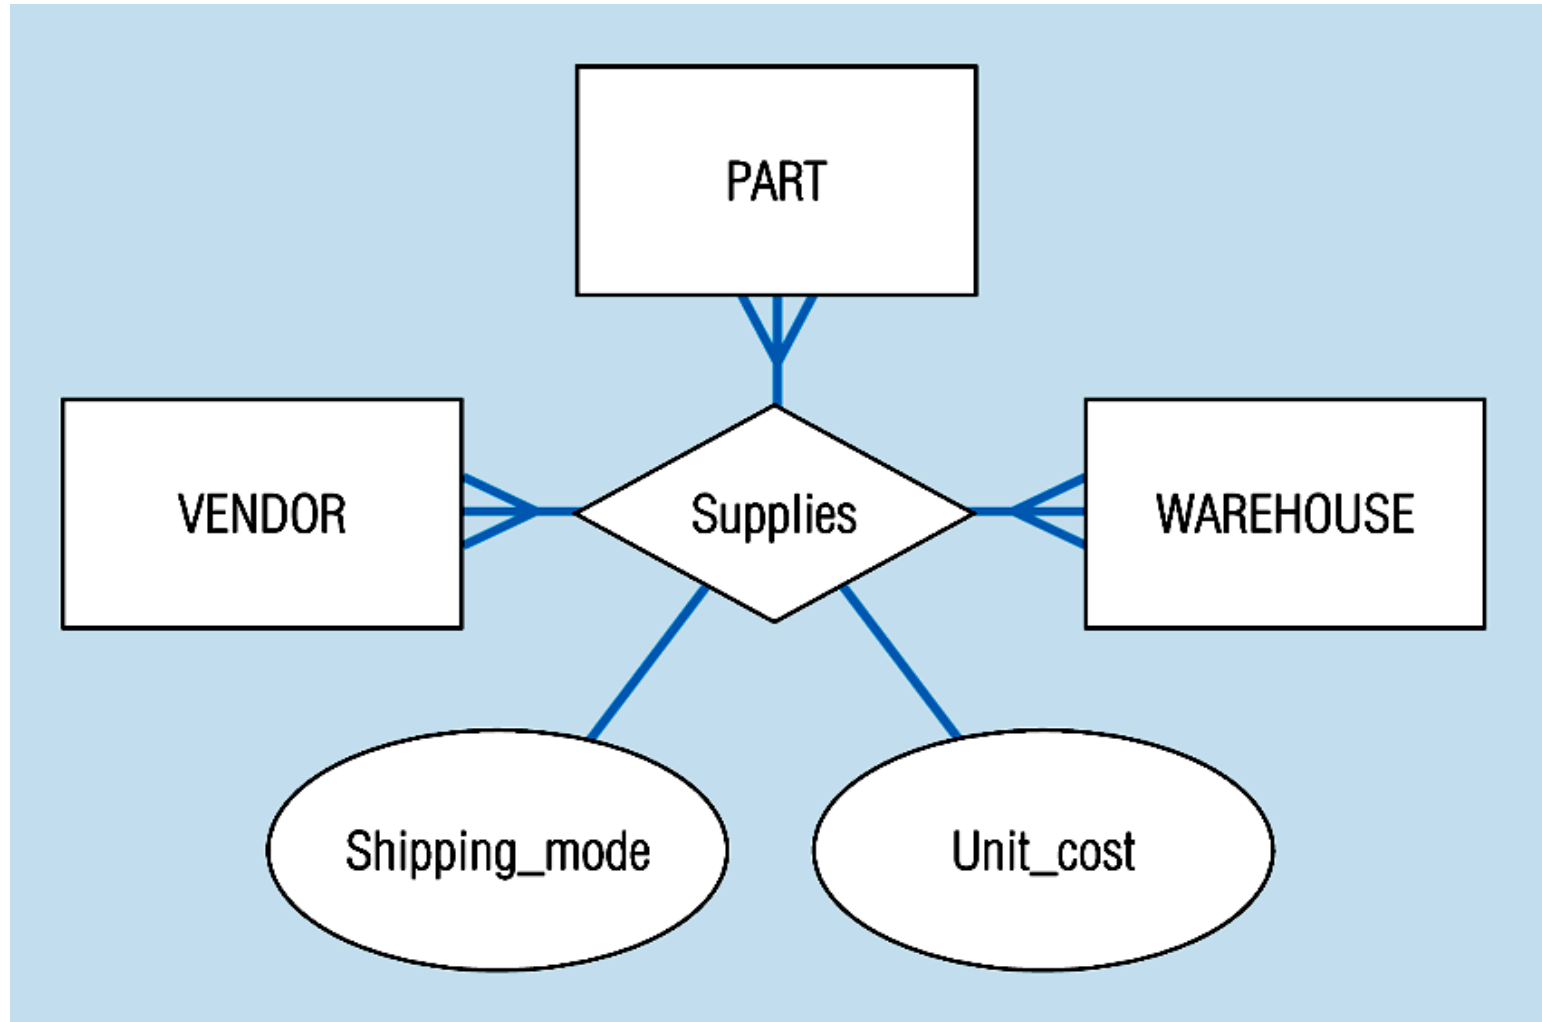 PART
VENDOR
Supplies
WAREHOUSE
Shipping_mode
Unit_cost